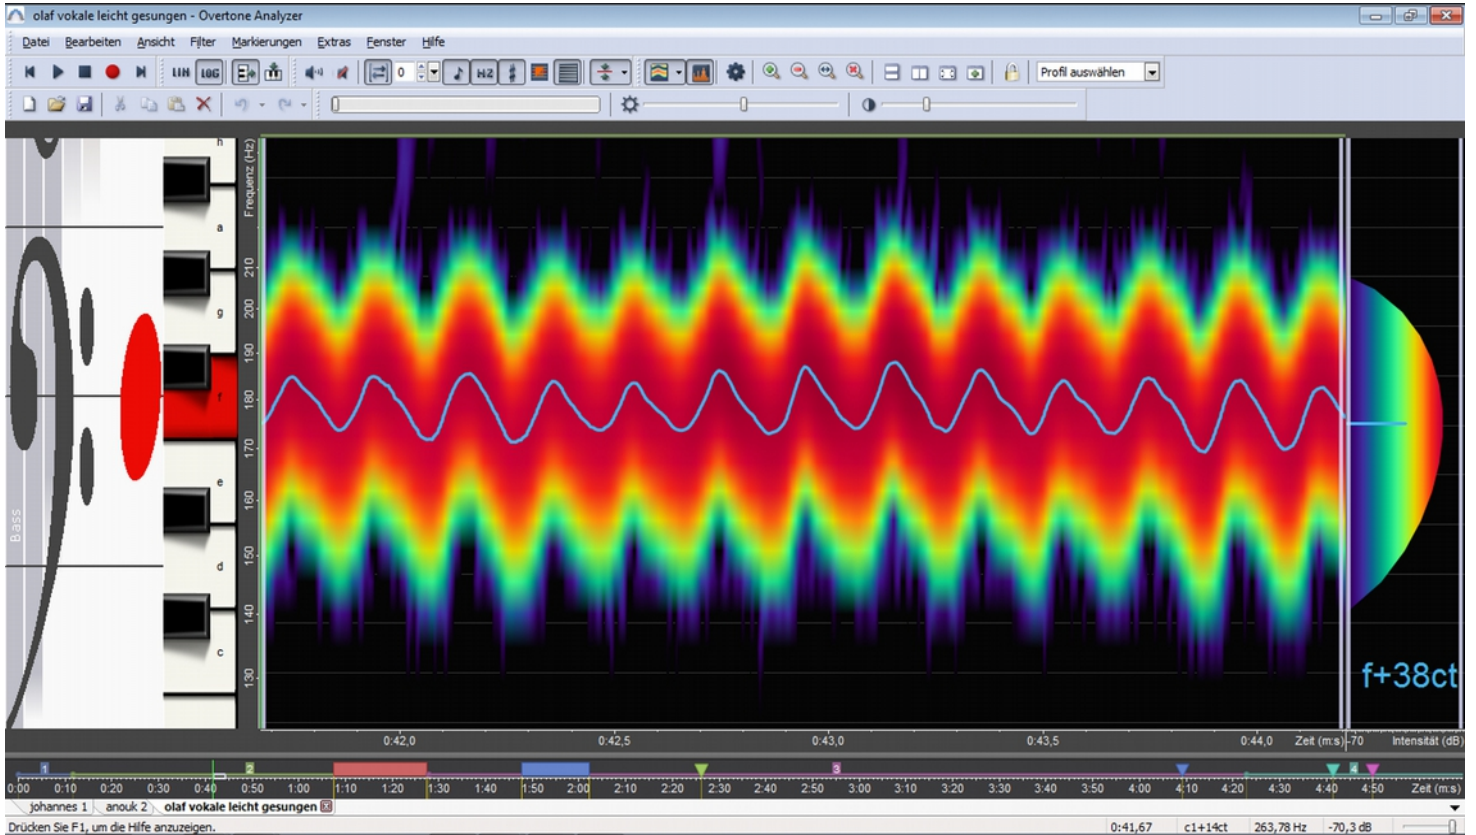 olaf vokale leicht gesungen - Overtone Analyzer
Datei Bearbeiten Ansicht Filter Markierungen Extras Fenster Hilfe
LIN LOG 0 HZ Profil auswählen
Bass
h
a
g
f
e
d
c
Frequenz (Hz)
210
200
190
180
170
160
150
140
130
f+38ct
0:42,0 0:42,5 0:43,0 0:43,5 0:44,0 Zeit (m:s) -70 Intensität (dB)
1 2 3 4
0:00 0:10 0:20 0:30 0:40 0:50 1:00 1:10 1:20 1:30 1:40 1:50 2:00 2:10 2:20 2:30 2:40 2:50 3:00 3:10 3:20 3:30 3:40 3:50 4:00 4:10 4:20 4:30 4:40 4:50 Zeit (m:s)
johannes 1 anouk 2 olaf vokale leicht gesungen
Drücken Sie F1, um die Hilfe anzuzeigen. 0:41,67 c1+14ct 263,78 Hz -70,3 dB